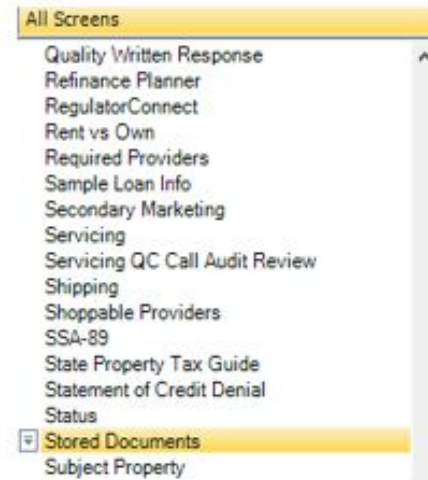 All Screens
Quality Written Response
Refinance Planner
RegulatorConnect
Rent vs Own
Required Providers
Sample Loan Info
Secondary Marketing
Servicing
Servicing QC Call Audit Review
Shipping
Shoppable Providers
SSA-89
State Property Tax Guide
Statement of Credit Denial
Status
Stored Documents
Subject Property